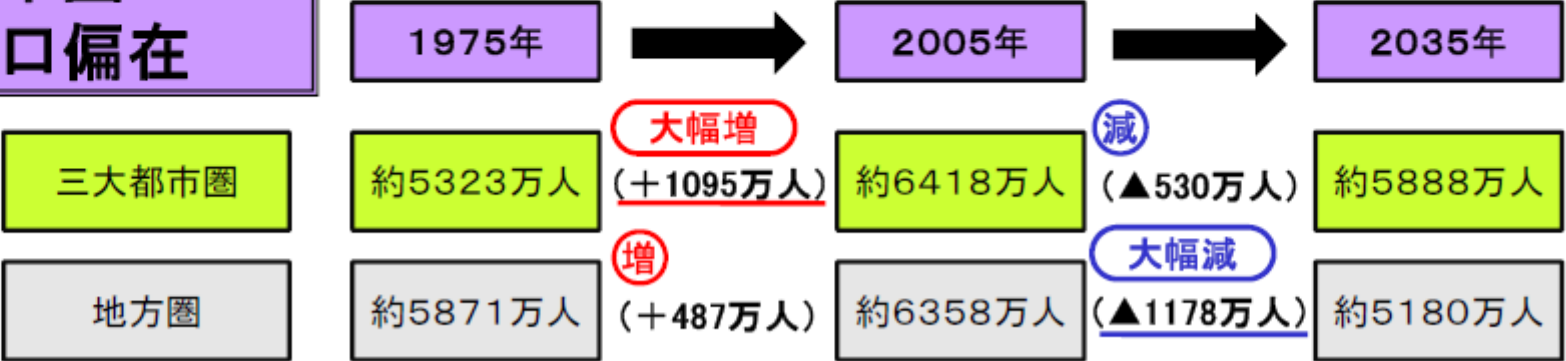 口偏在
1975年 2005年 2035年
大幅増 減
三大都市圏 約5323万人 (+1095万人) 約6418万人 (▲530万人) 約5888万人
増 大幅減
地方圏 約5871万人 (+487万人) 約6358万人 (▲1178万人) 約5180万人